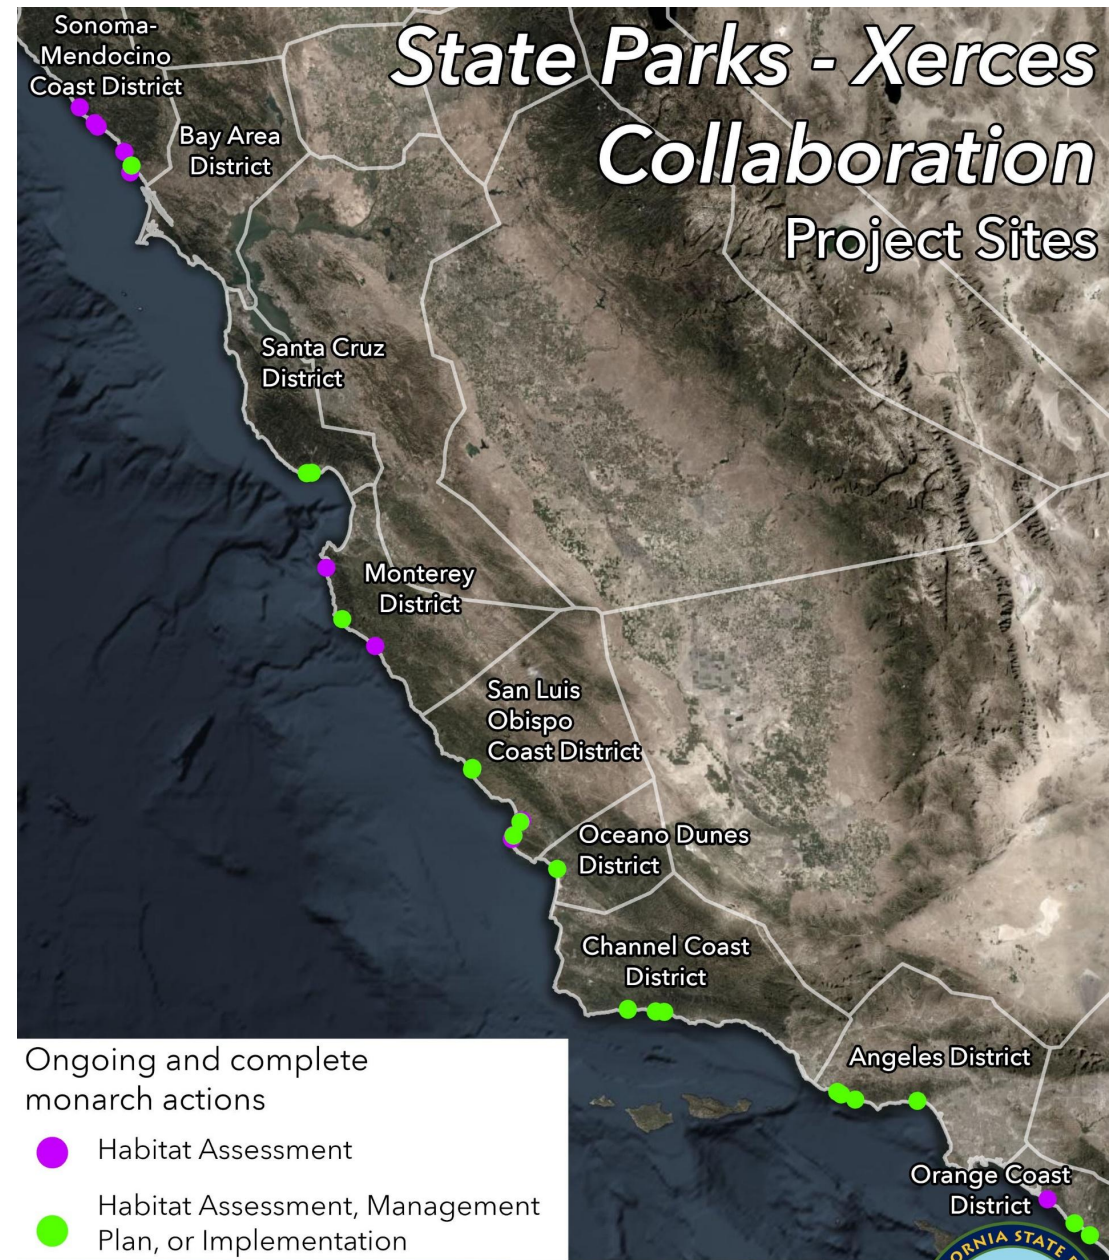 Sonoma-
Mendocino
Coast District
State Parks - Xerces
Collaboration
Project Sites
Bay Area
District
Santa Cruz
District
Monterey
District
San Luis
Obispo
Coast District
Oceano Dunes
District
Channel Coast
District
Angeles District
Orange Coast
District
Ongoing and complete
monarch actions
Habitat Assessment
Habitat Assessment, Management
Plan, or Implementation